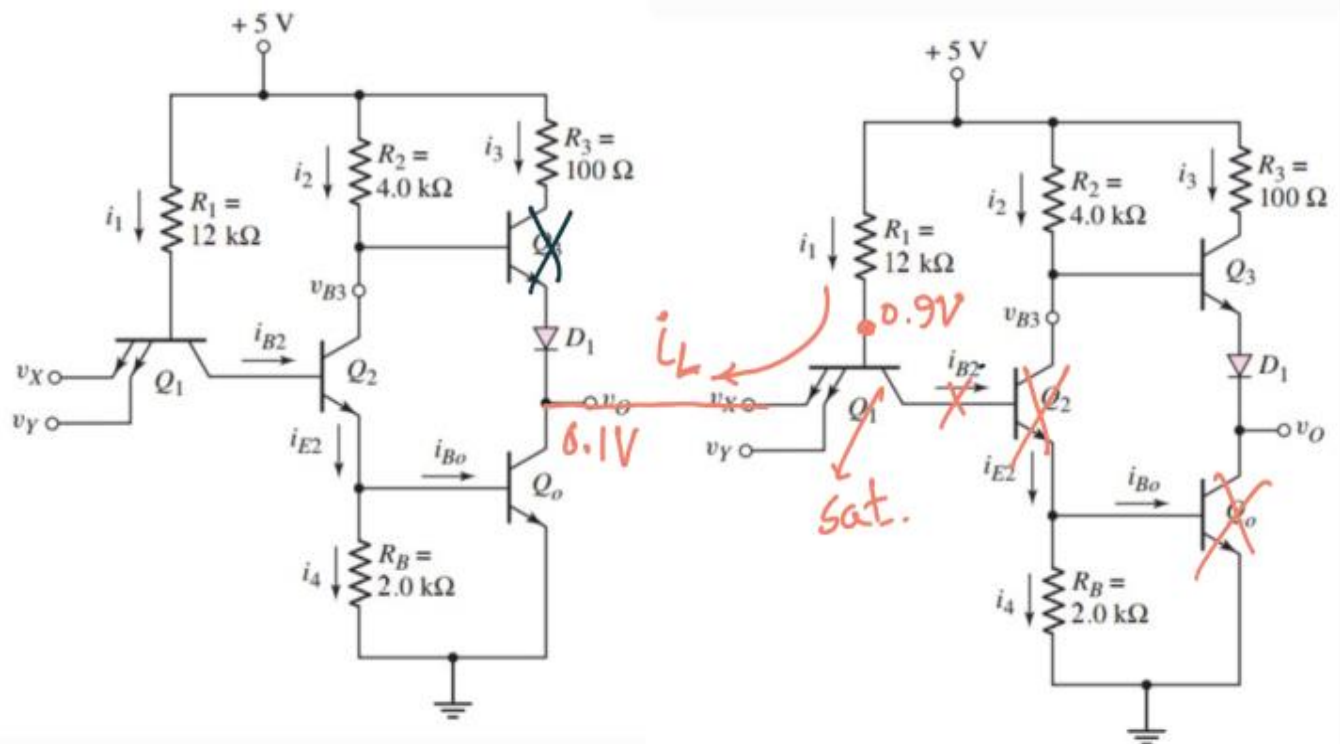 + 5 V
i3
R3 =
100 Ω
i2
R2 =
4.0 kΩ
i1
R1 =
12 kΩ
vB3
D1
iB2
vX
Q1
Q2
vY
vO
0.1V
iE2
iBo
Qo
i4
RB =
2.0 kΩ
iL
+ 5 V
i3
R3 =
100 Ω
i2
R2 =
4.0 kΩ
i1
R1 =
12 kΩ
Q3
0.9V
vB3
D1
iB2
vX
Q1
Q2
vY
vO
sat.
iE2
iBo
i4
RB =
2.0 kΩ